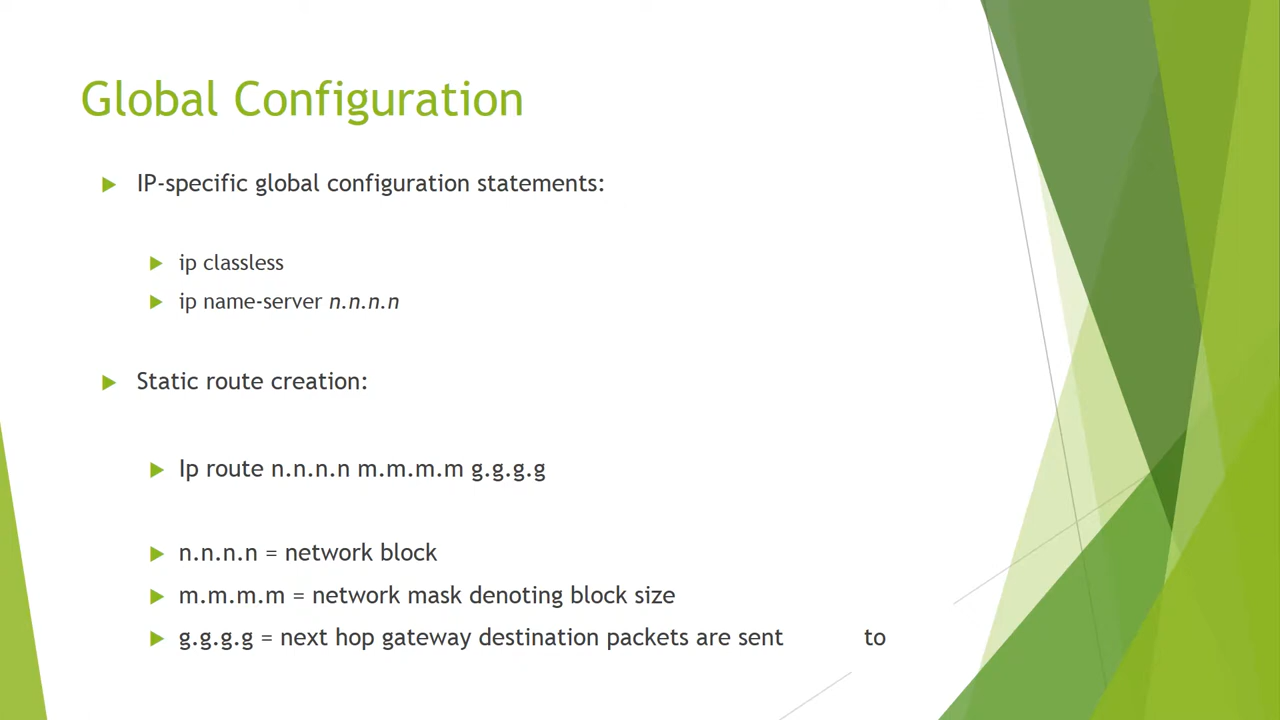 Global Configuration
IP-specific global configuration statements:
ip classless
ip name-server n.n.n.n
Static route creation:
Ip route n.n.n.n m.m.m.m g.g.g.g
n.n.n.n = network block
m.m.m.m = network mask denoting block size
g.g.g.g = next hop gateway destination packets are sent to